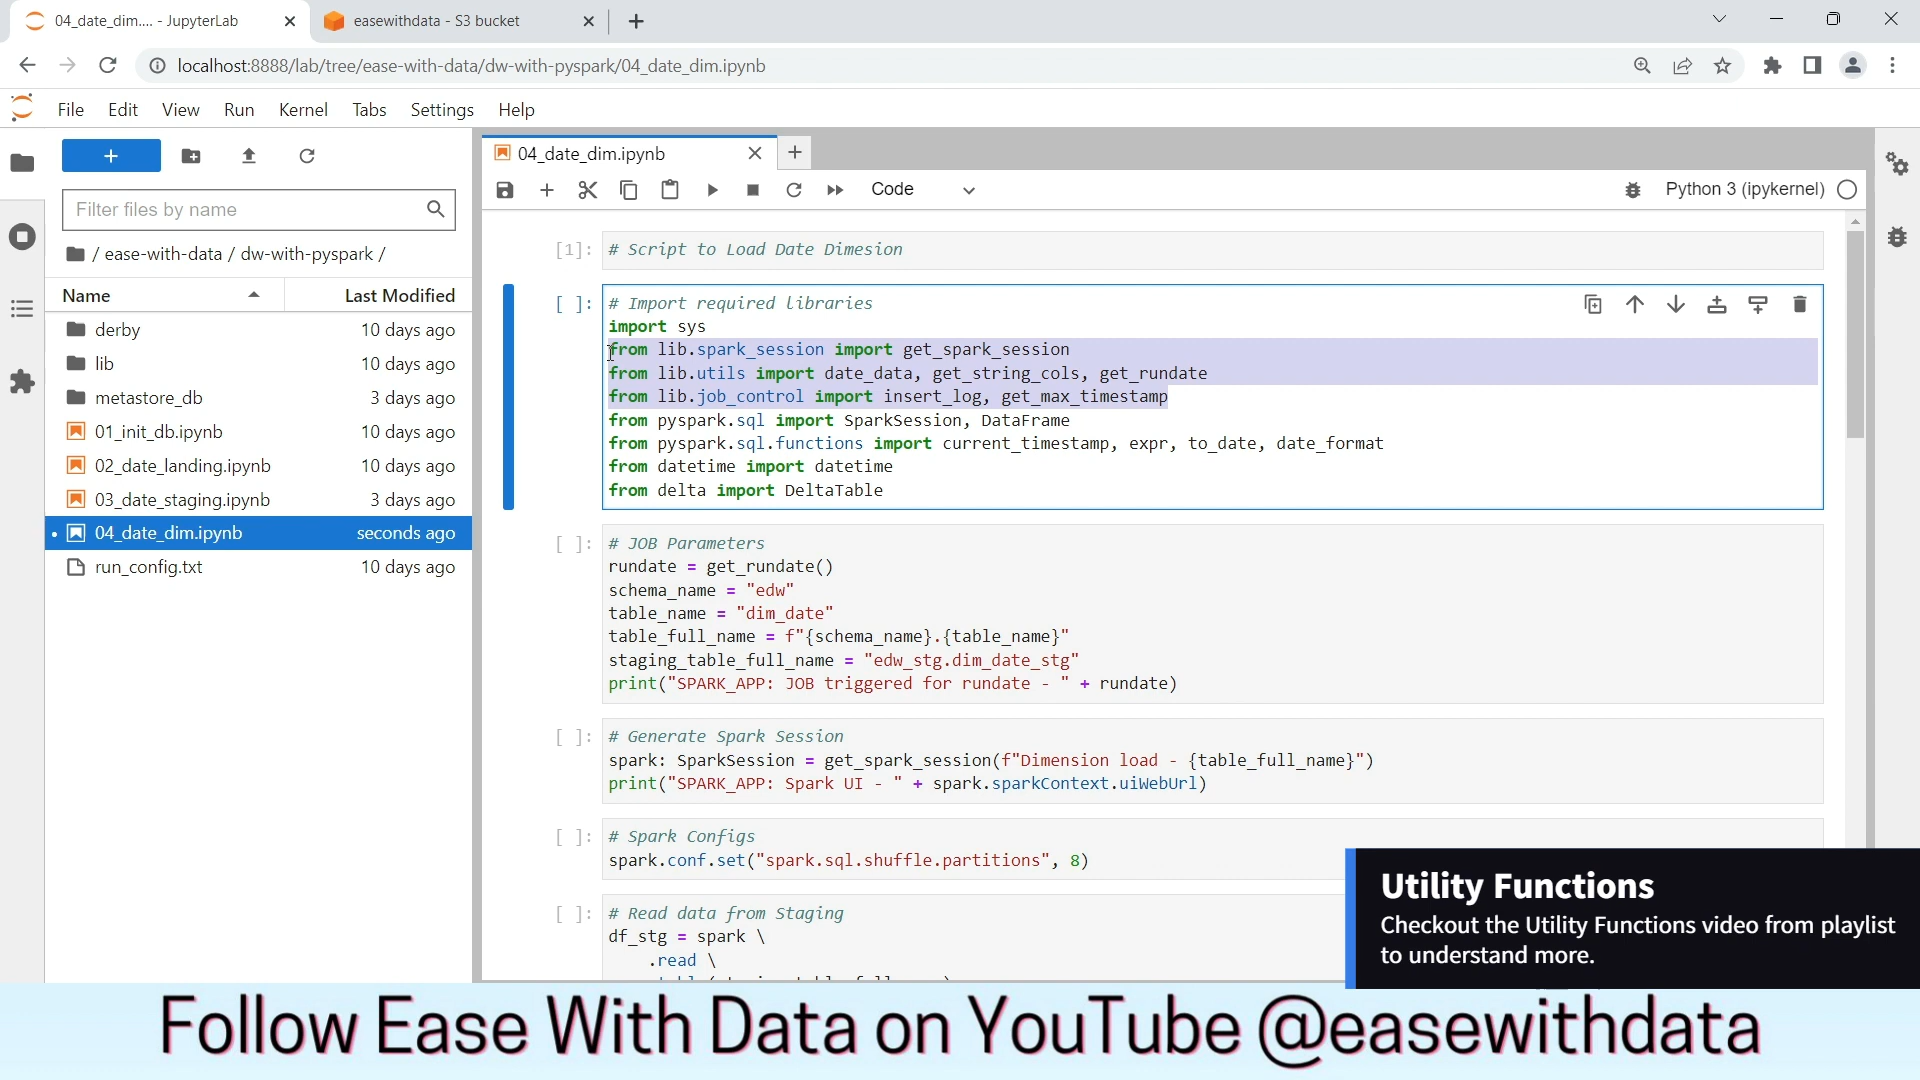 04_date_dim.... - JupyterLab
easewithdata - S3 bucket
localhost:8888/lab/tree/ease-with-data/dw-with-pyspark/04_date_dim.ipynb
File Edit View Run Kernel Tabs Settings Help
04_date_dim.ipynb
Filter files by name
Code
Python 3 (ipykernel)
/ ease-with-data / dw-with-pyspark /
Name Last Modified
derby 10 days ago
lib 10 days ago
metastore_db 3 days ago
01_init_db.ipynb 10 days ago
02_date_landing.ipynb 10 days ago
03_date_staging.ipynb 3 days ago
04_date_dim.ipynb seconds ago
run_config.txt 10 days ago
[1]: # Script to Load Date Dimesion
[ ]: # Import required libraries
import sys
from lib.spark_session import get_spark_session
from lib.utils import date_data, get_string_cols, get_rundate
from lib.job_control import insert_log, get_max_timestamp
from pyspark.sql import SparkSession, DataFrame
from pyspark.sql.functions import current_timestamp, expr, to_date, date_format
from datetime import datetime
from delta import DeltaTable
[ ]: # JOB Parameters
rundate = get_rundate()
schema_name = "edw"
table_name = "dim_date"
table_full_name = f"{schema_name}.{table_name}"
staging_table_full_name = "edw_stg.dim_date_stg"
print("SPARK_APP: JOB triggered for rundate - " + rundate)
[ ]: # Generate Spark Session
spark: SparkSession = get_spark_session(f"Dimension load - {table_full_name}")
print("SPARK_APP: Spark UI - " + spark.sparkContext.uiWebUrl)
[ ]: # Spark Configs
spark.conf.set("spark.sql.shuffle.partitions", 8)
[ ]: # Read data from Staging
df_stg = spark \
.read \
Utility Functions
Checkout the Utility Functions video from playlist
to understand more.
Follow Ease With Data on YouTube @easewithdata